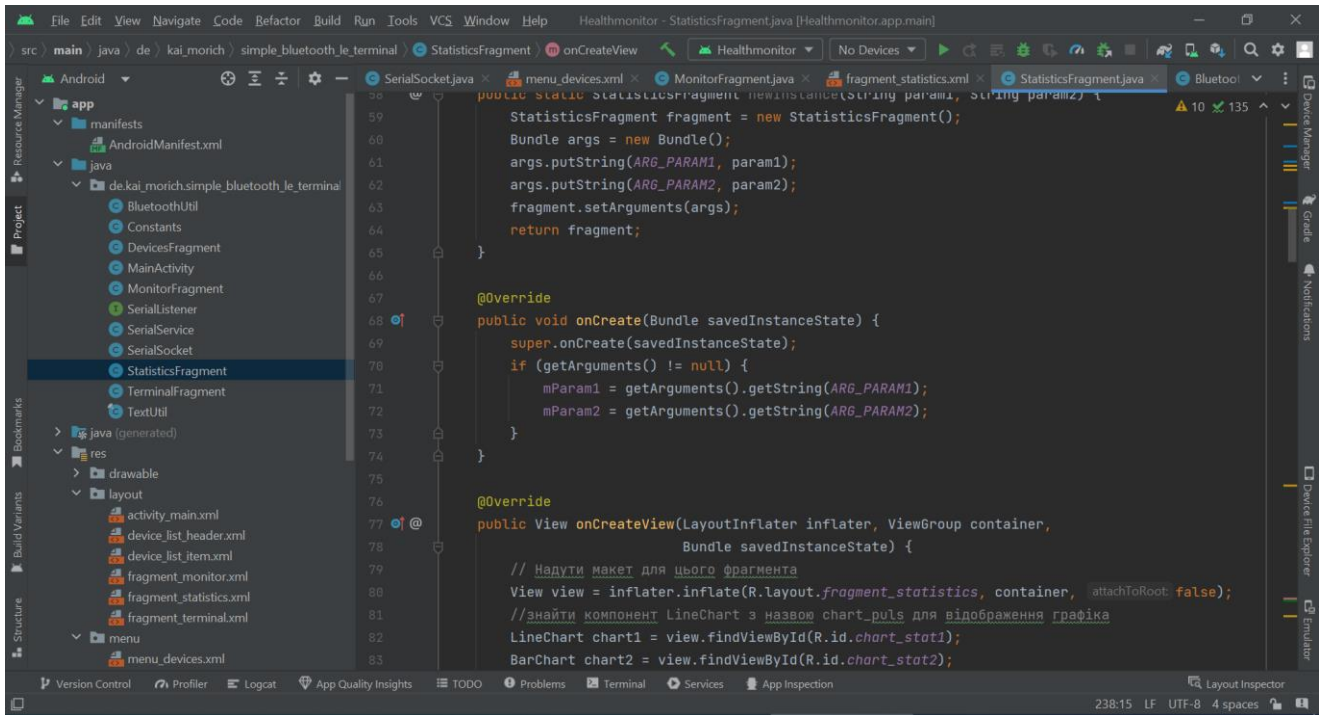 File Edit View Navigate Code Refactor Build Run Tools VCS Window Help Healthmonitor - StatisticsFragment.java [Healthmonitor.app.main]
src main java de kai_morich simple_bluetooth_le_terminal StatisticsFragment onCreateView Healthmonitor No Devices
Android SerialSocket.java menu_devices.xml MonitorFragment.java fragment_statistics.xml StatisticsFragment.java Bluetoot
Resource Manager
Project
Bookmarks
Build Variants
Structure
app
manifests
AndroidManifest.xml
java
de.kai_morich.simple_bluetooth_le_terminal
BluetoothUtil
Constants
DevicesFragment
MainActivity
MonitorFragment
SerialListener
SerialService
SerialSocket
StatisticsFragment
TerminalFragment
TextUtil
java (generated)
res
drawable
layout
activity_main.xml
device_list_header.xml
device_list_item.xml
fragment_monitor.xml
fragment_statistics.xml
fragment_terminal.xml
menu
menu_devices.xml
10 135
58 @ public static StatisticsFragment newInstance(String param1, String param2) {
59 StatisticsFragment fragment = new StatisticsFragment();
60 Bundle args = new Bundle();
61 args.putString(ARG_PARAM1, param1);
62 args.putString(ARG_PARAM2, param2);
63 fragment.setArguments(args);
64 return fragment;
65 }
66
67 @Override
68 public void onCreate(Bundle savedInstanceState) {
69 super.onCreate(savedInstanceState);
70 if (getArguments() != null) {
71 mParam1 = getArguments().getString(ARG_PARAM1);
72 mParam2 = getArguments().getString(ARG_PARAM2);
73 }
74 }
75
76 @Override
77 @ public View onCreateView(LayoutInflater inflater, ViewGroup container,
78 Bundle savedInstanceState) {
79 // Надути макет для цього фрагмента
80 View view = inflater.inflate(R.layout.fragment_statistics, container, attachToRoot: false);
81 //знайти компонент LineChart з назвою chart_puls для відображення графіка
82 LineChart chart1 = view.findViewById(R.id.chart_stat1);
83 BarChart chart2 = view.findViewById(R.id.chart_stat2);
Device Manager
Gradle
Notifications
Device File Explorer
Emulator
Version Control Profiler Logcat App Quality Insights TODO Problems Terminal Services App Inspection Layout Inspector
238:15 LF UTF-8 4 spaces